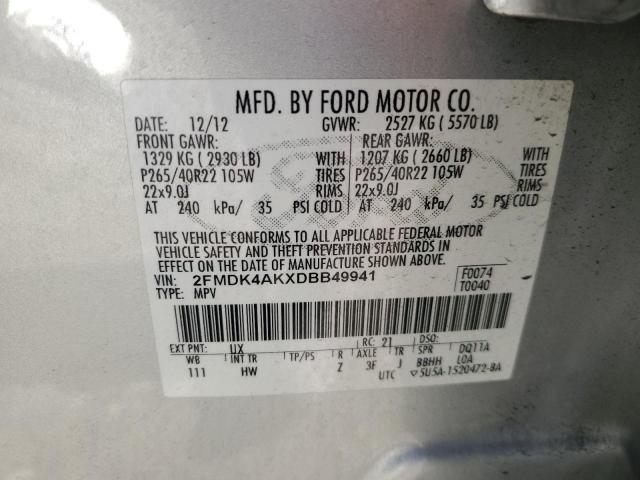 MFD. BY FORD MOTOR CO.
DATE: 12/12 GVWR: 2527 KG ( 5570 LB)
FRONT GAWR: REAR GAWR:
1329 KG ( 2930 LB) WITH 1207 KG ( 2660 LB) WITH
P265/40R22 105W TIRES P265/40R22 105W TIRES
22x9.0J RIMS 22x9.0J RIMS
AT 240 kPa/ 35 PSI COLD AT 240 kPa/ 35 PSI COLD
THIS VEHICLE CONFORMS TO ALL APPLICABLE FEDERAL MOTOR
VEHICLE SAFETY AND THEFT PREVENTION STANDARDS IN
EFFECT ON THE DATE OF MANUFACTURE SHOWN ABOVE.
VIN: 2FMDK4AKXDBB49941 F0074
TYPE: MPV T0040
EXT PNT: UX RC: 21 DSO:
WB INT TR TP/PS R AXLE TR SPR DQ11A
111 HW Z 3F J BBHH LOA
UTC ▽5U5A-1520472-BA